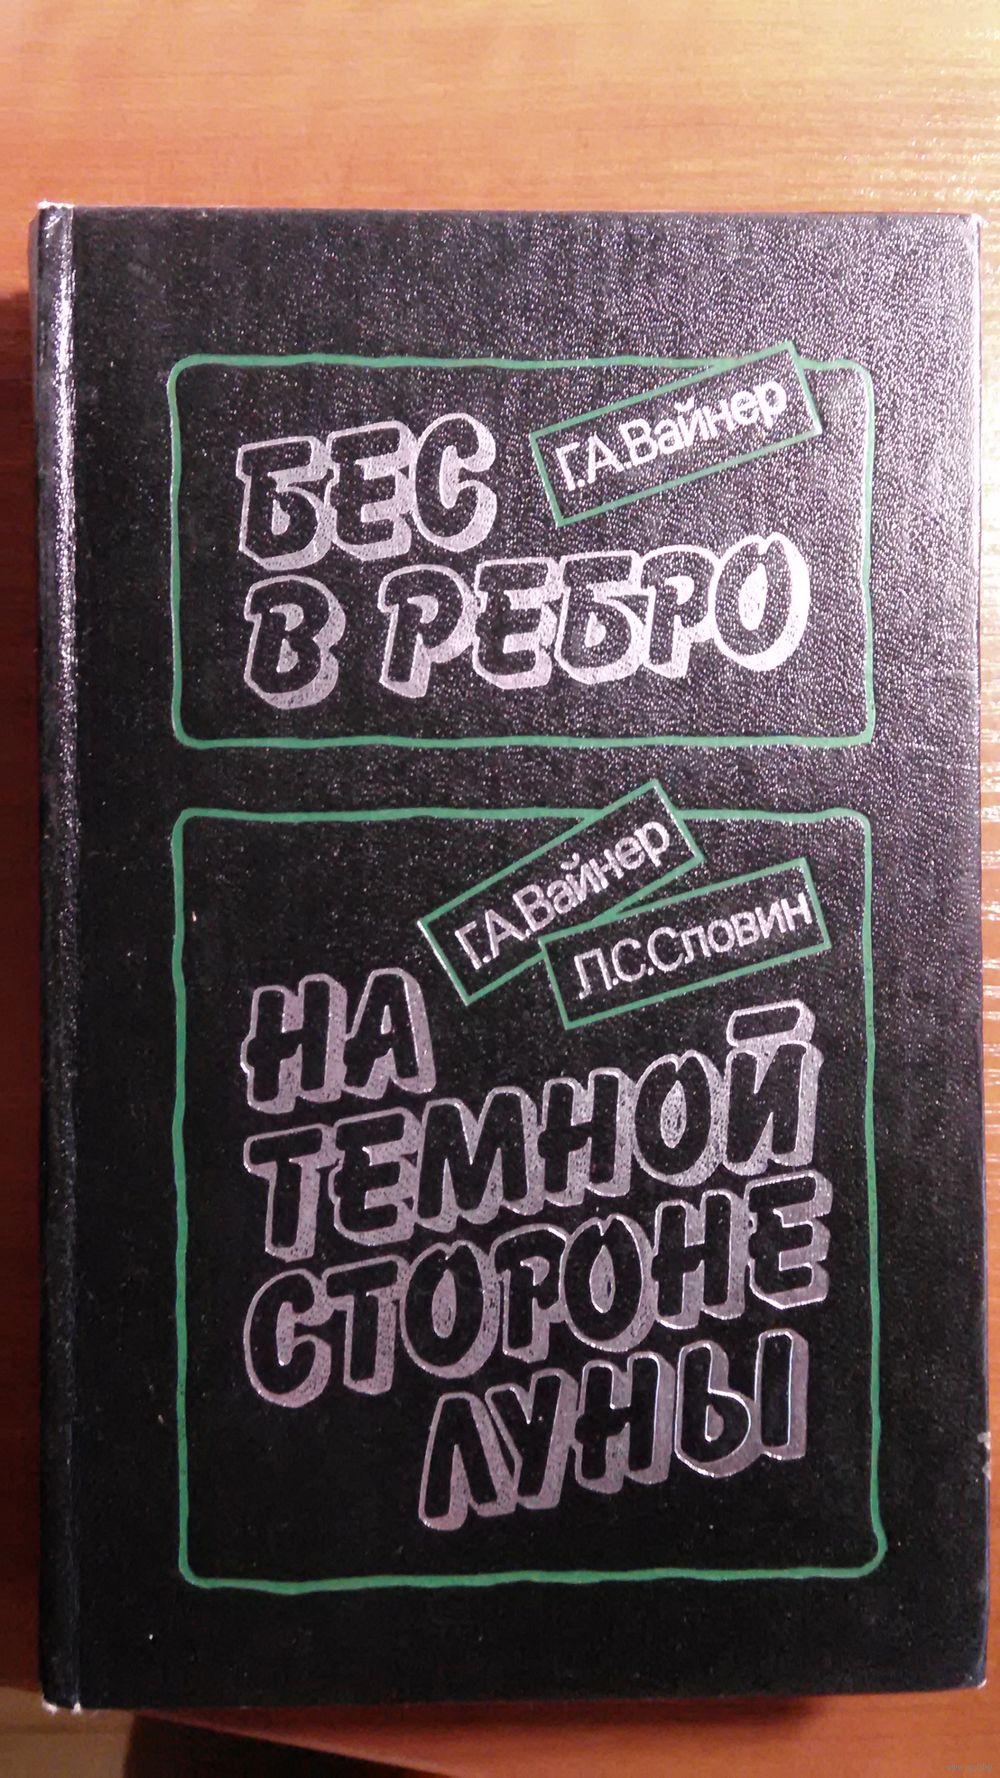 Г.А.Вайнер
БЕС
В РЕБРО
Г.А.Вайнер
Л.С.Словин
НА
ТЕМНОЙ
СТОРОНЕ
ЛУНЫ